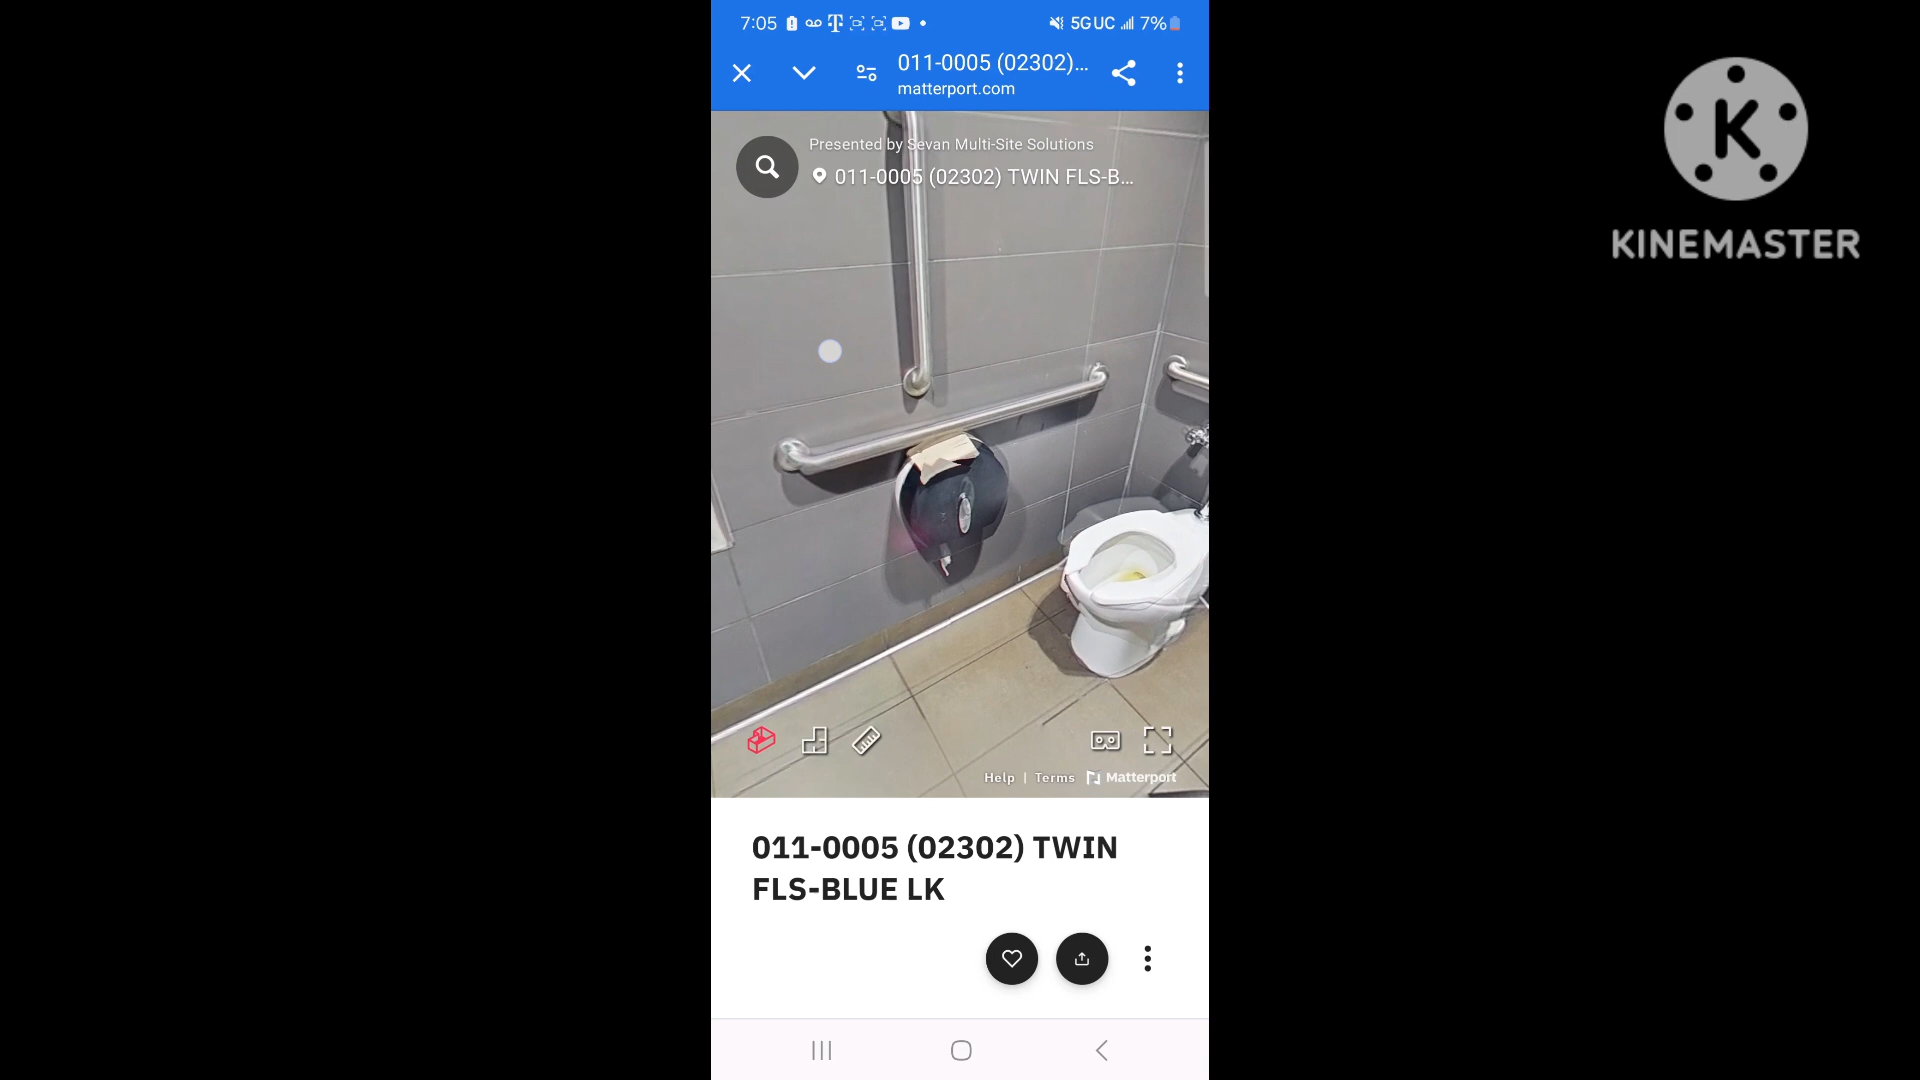 7:05
5G UC
7%
011-0005 (02302)...
matterport.com
Presented by Sevan Multi-Site Solutions
011-0005 (02302) TWIN FLS-B...
Help | Terms
Matterport
011-0005 (02302) TWIN
FLS-BLUE LK
K
KINEMASTER